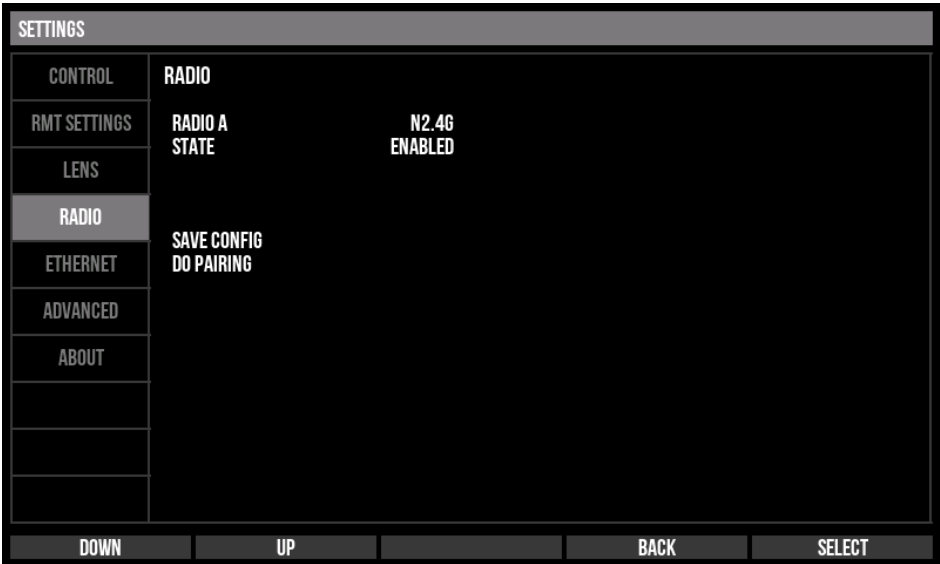 SETTINGS
CONTROL
RMT SETTINGS
LENS
RADIO
ETHERNET
ADVANCED
ABOUT
RADIO
RADIO A N2.4G
STATE ENABLED
SAVE CONFIG
DO PAIRING
DOWN UP BACK SELECT